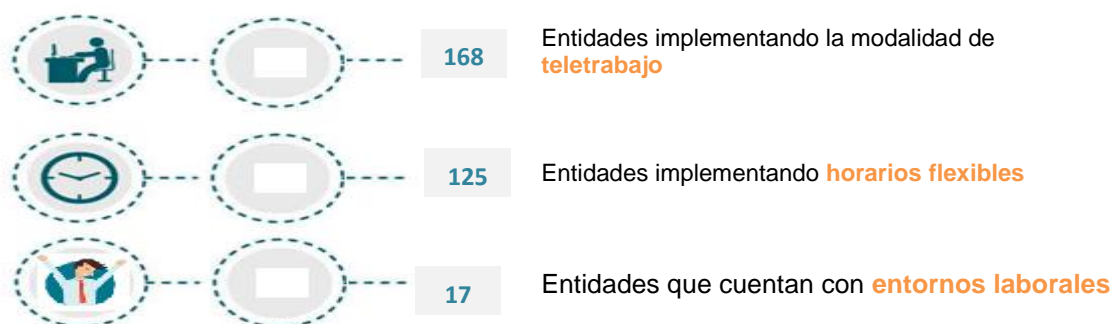 168
Entidades implementando la modalidad de
teletrabajo
125
Entidades implementando horarios flexibles
17
Entidades que cuentan con entornos laborales